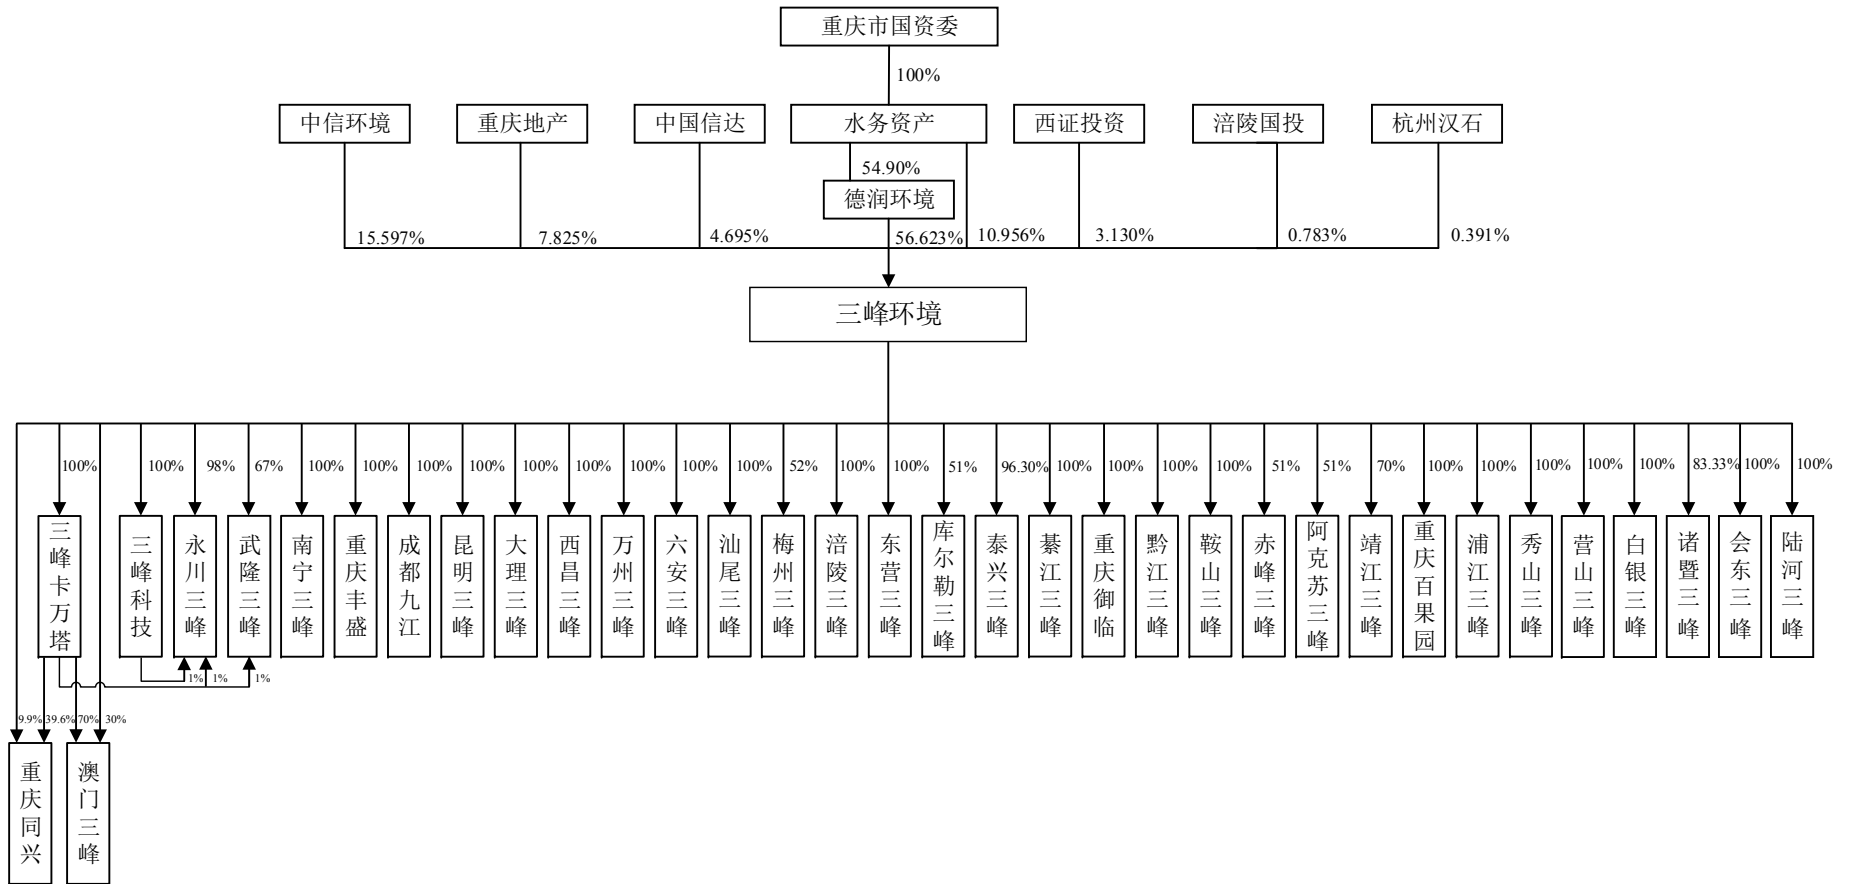 重庆市国资委
100%
中信环境
重庆地产
中国信达
水务资产
西证投资
涪陵国投
杭州汉石
54.90%
德润环境
15.597%
7.825%
4.695%
56.623%
10.956%
3.130%
0.783%
0.391%
三峰环境
100%
100%
98%
67%
100%
100%
100%
100%
100%
100%
100%
100%
100%
52%
100%
100%
51%
96.30%
100%
100%
100%
100%
51%
51%
70%
100%
100%
100%
100%
100%
83.33%
100%
100%
三峰卡万塔
三峰科技
永川三峰
武隆三峰
南宁三峰
重庆丰盛
成都九江
昆明三峰
大理三峰
西昌三峰
万州三峰
六安三峰
汕尾三峰
梅州三峰
涪陵三峰
东营三峰
库尔勒三峰
泰兴三峰
綦江三峰
重庆御临
黔江三峰
鞍山三峰
赤峰三峰
阿克苏三峰
靖江三峰
重庆百果园
浦江三峰
秀山三峰
营山三峰
白银三峰
诸暨三峰
会东三峰
陆河三峰
1%
1%
1%
9.9%
39.6%
70%
30%
重庆同兴
澳门三峰